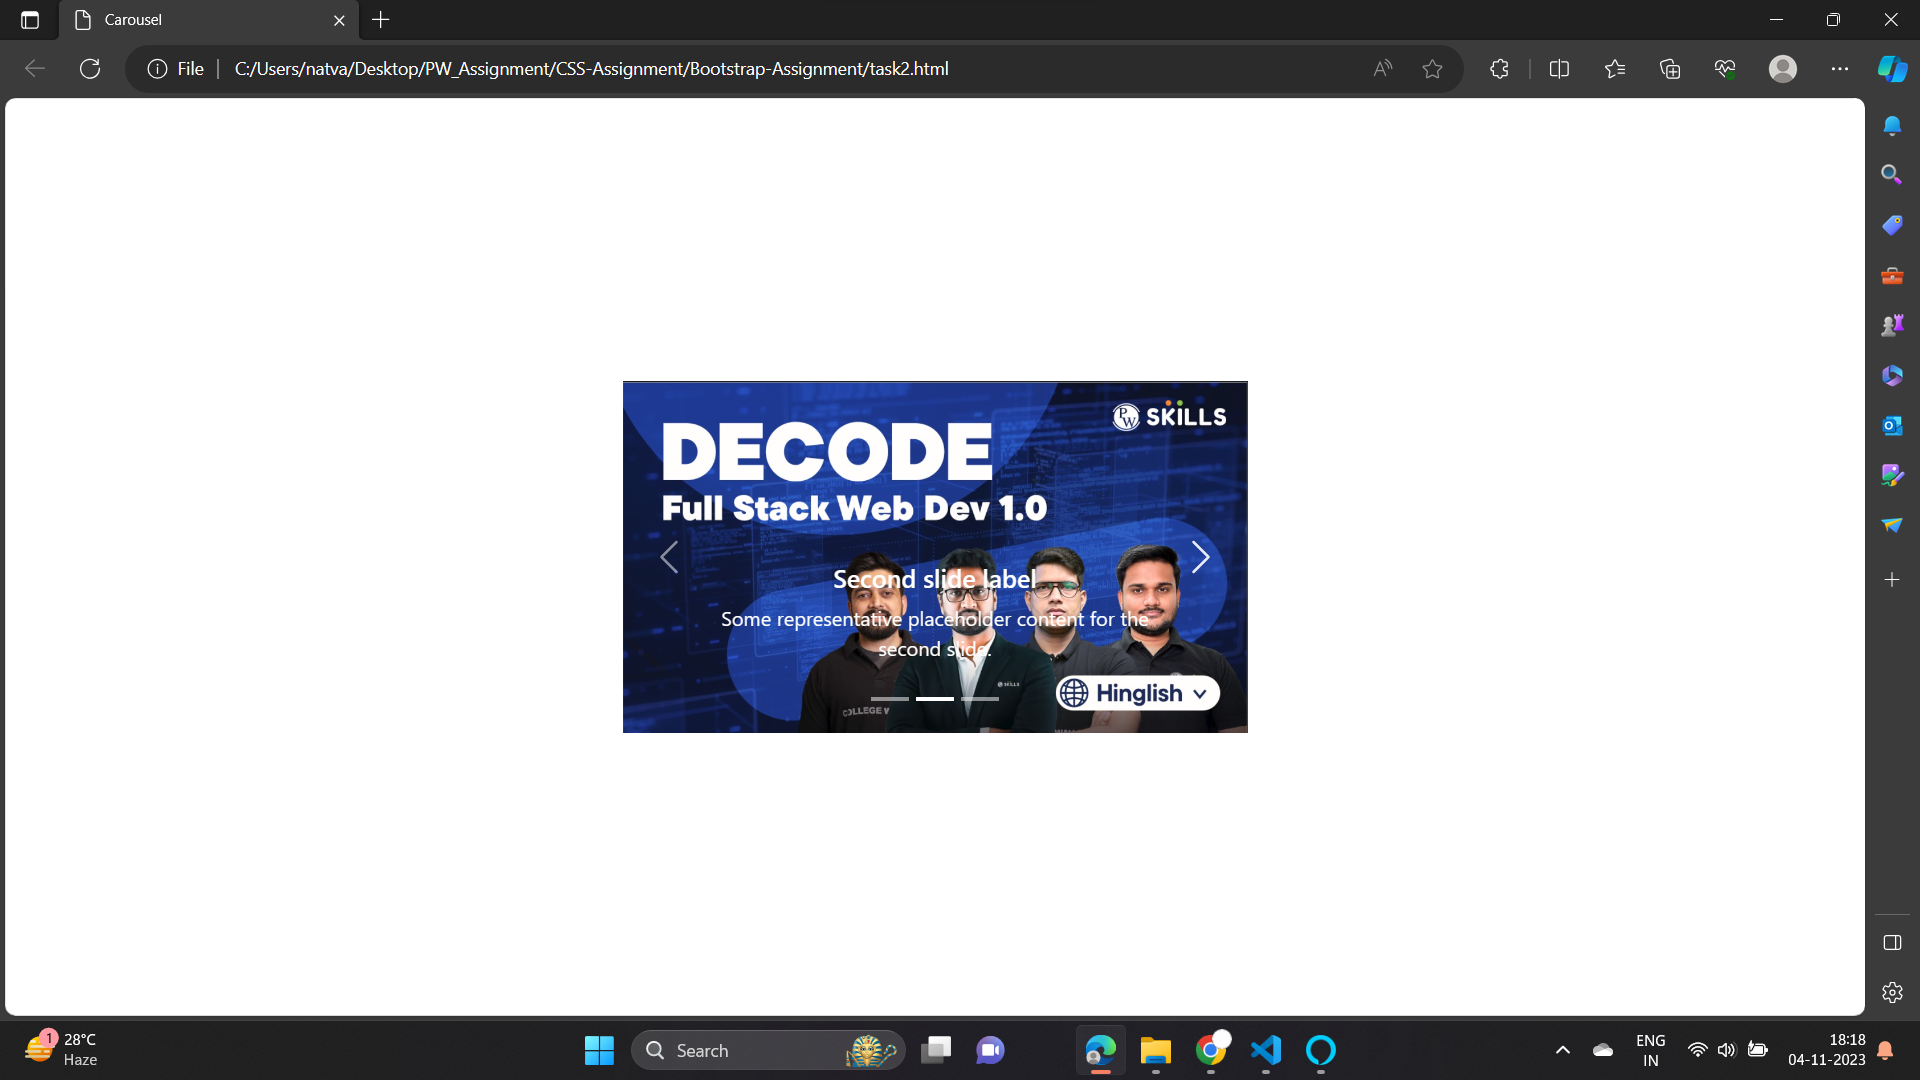 Carousel
File
C:/Users/natva/Desktop/PW_Assignment/CSS-Assignment/Bootstrap-Assignment/task2.html
PW SKILLS
DECODE
Full Stack Web Dev 1.0
Second slide label
Some representative placeholder content for the
second slide.
SKILLS
COLLEGE W
Hinglish
1
28°C
Haze
Search
ENG
IN
18:18
04-11-2023